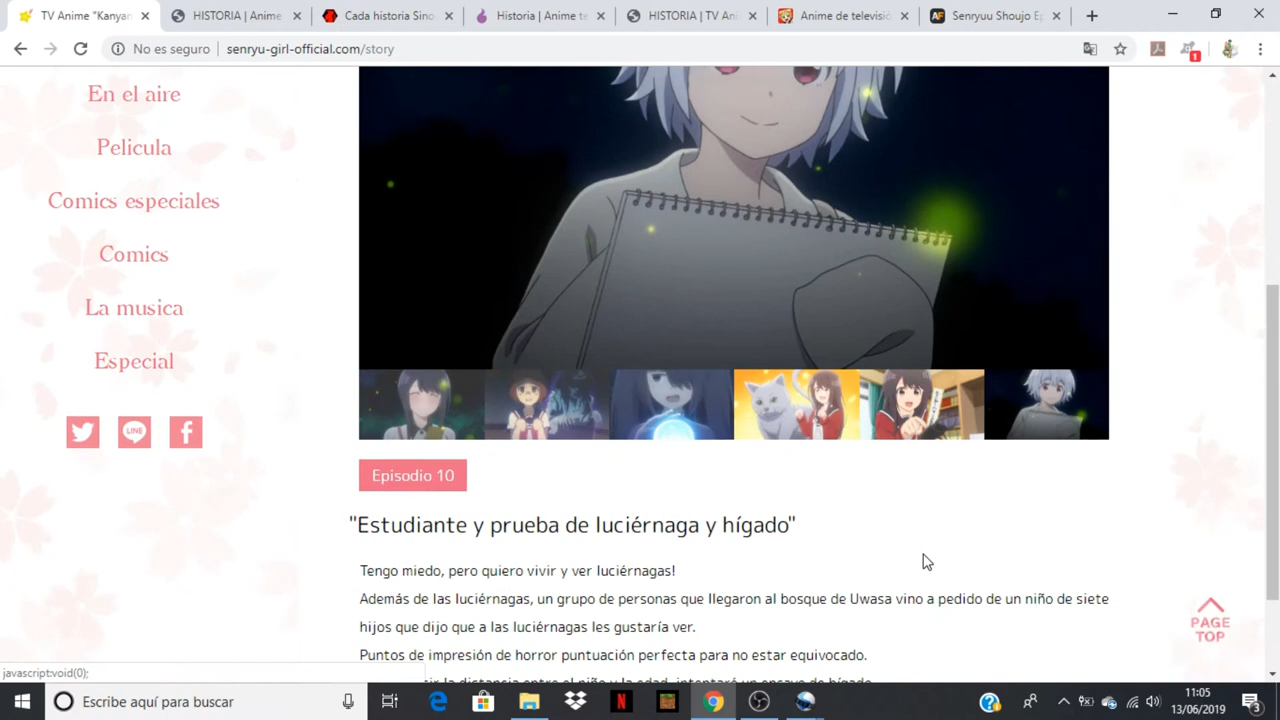 TV Anime "Kanyan
HISTORIA | Anime
Cada historia Sino
Historia | Anime te
HISTORIA | TV Ani
Anime de televisió
Senryuu Shoujo Ep
No es seguro
senryu-girl-official.com/story
1
En el aire
Pelicula
Comics especiales
Comics
La musica
Especial
LINE
Episodio 10
"Estudiante y prueba de luciérnaga y hígado"
Tengo miedo, pero quiero vivir y ver luciérnagas!
Además de las luciérnagas, un grupo de personas que llegaron al bosque de Uwasa vino a pedido de un niño de siete
hijos que dijo que a las luciérnagas les gustaría ver.
Puntos de impresión de horror puntuación perfecta para no estar equivocado.
PAGE
TOP
javascript:void(0);
Escribe aquí para buscar
11:05
13/06/2019
3